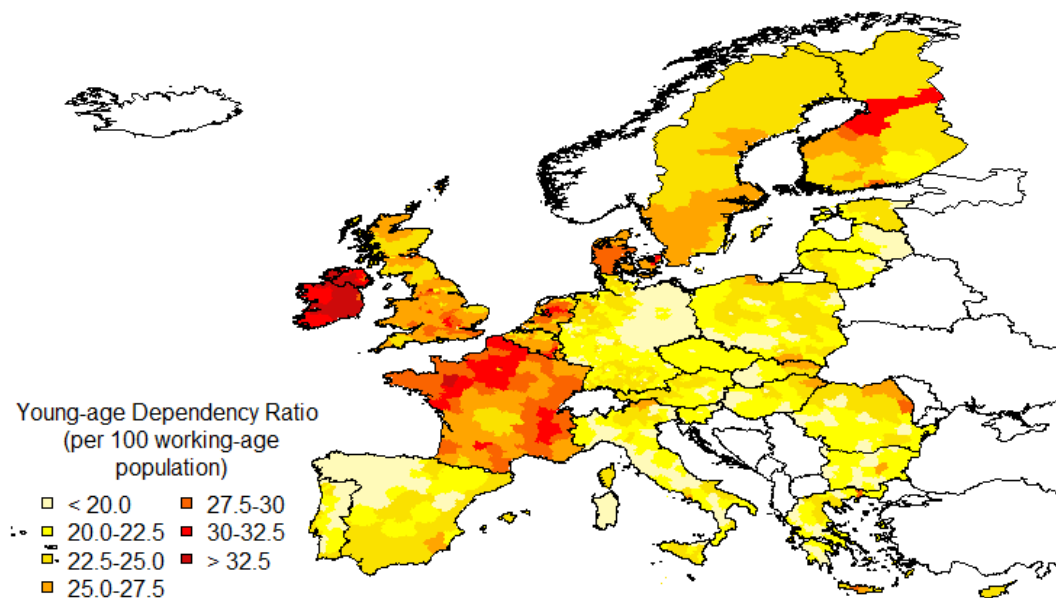 Young-age Dependency Ratio
(per 100 working-age
population)
< 20.0
20.0-22.5
22.5-25.0
25.0-27.5
27.5-30
30-32.5
> 32.5